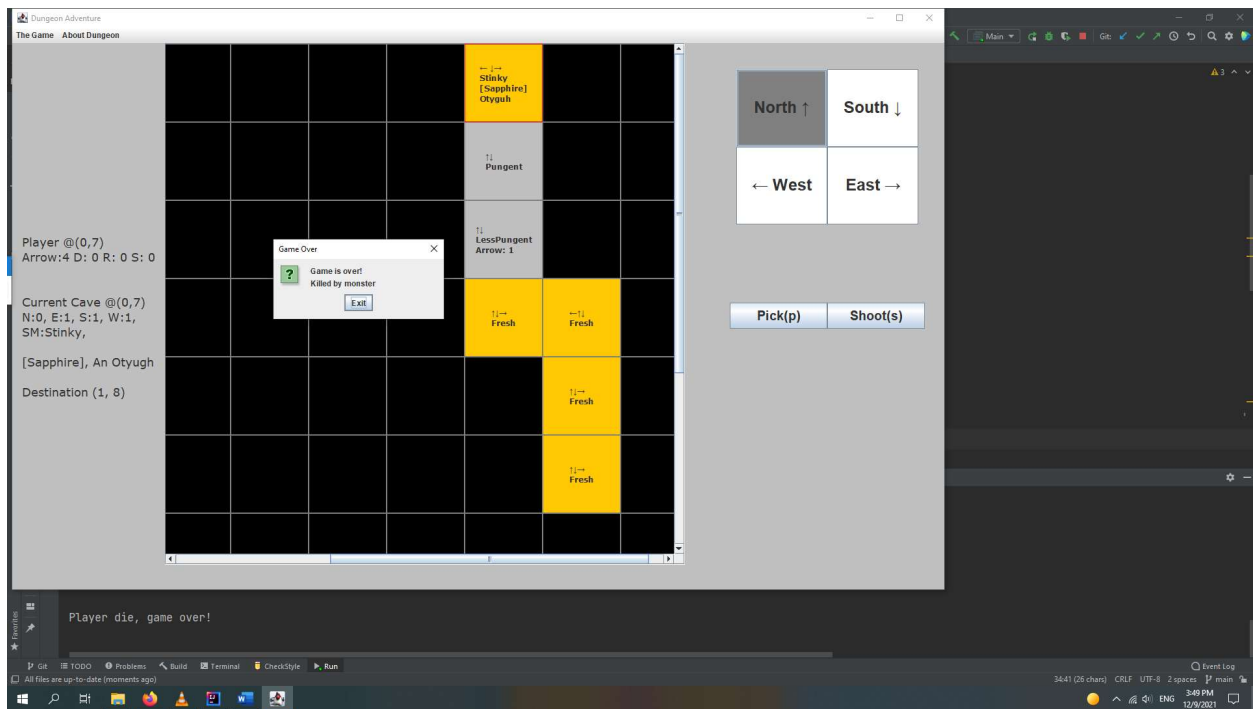 Dungeon Adventure
The Game About Dungeon
Player @(0,7)
Arrow:4 D: 0 R: 0 S: 0
Current Cave @(0,7)
N:0, E:1, S:1, W:1,
SM:Stinky,
[Sapphire], An Otyugh
Destination (1, 8)
←↓→
Stinky
[Sapphire]
Otyguh
↑↓
Pungent
↑↓
LessPungent
Arrow: 1
↑↓→
Fresh
←↑↓
Fresh
↑↓→
Fresh
↑↓→
Fresh
Game Over
Game is over!
Killed by monster
Exit
North ↑
South ↓
← West
East →
Pick(p)
Shoot(s)
Main
Git:
3
Favorites
Player die, game over!
Git TODO Problems Build Terminal CheckStyle Run
Event Log
All files are up-to-date (moments ago)
34:41 (26 chars) CRLF UTF-8 2 spaces main
ENG
3:49 PM
12/9/2021